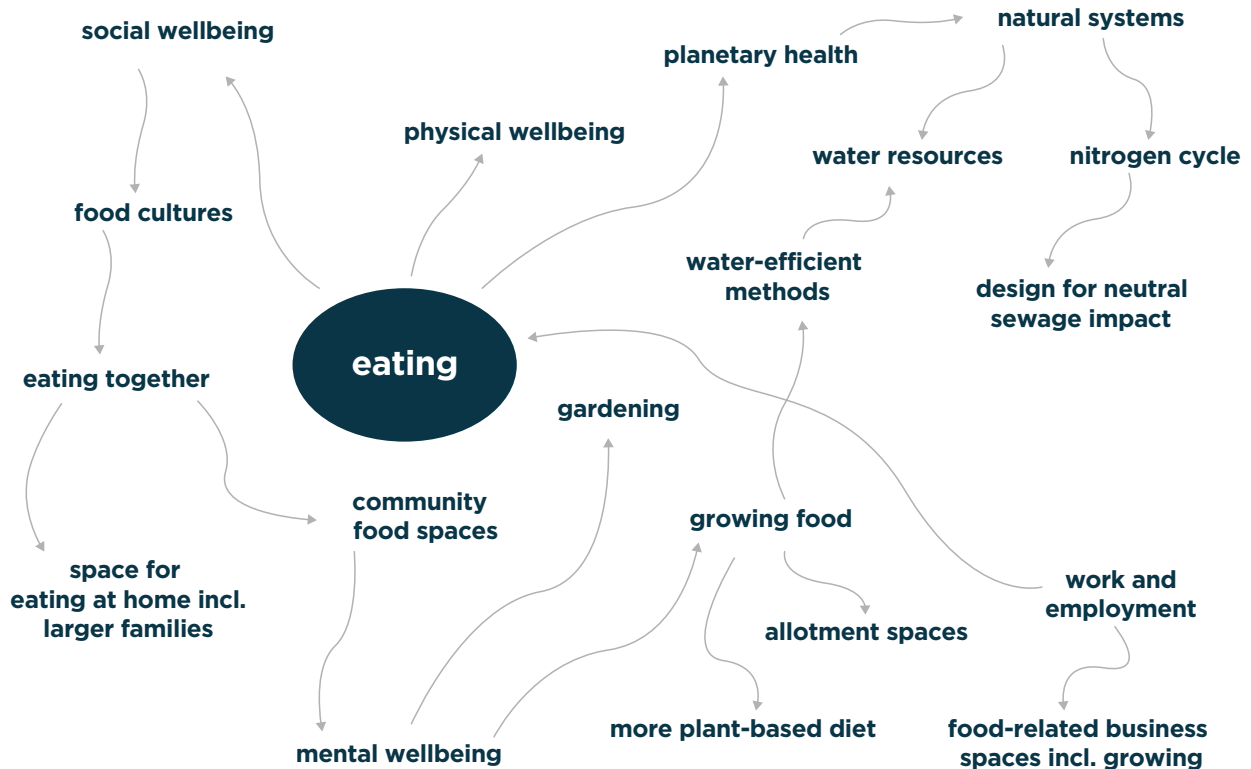 social wellbeing
natural systems
planetary health
physical wellbeing
water resources
nitrogen cycle
food cultures
water-efficient
methods
design for neutral
sewage impact
eating
eating together
gardening
community
food spaces
growing food
space for
eating at home incl.
larger families
work and
employment
allotment spaces
more plant-based diet
food-related business
spaces incl. growing
mental wellbeing